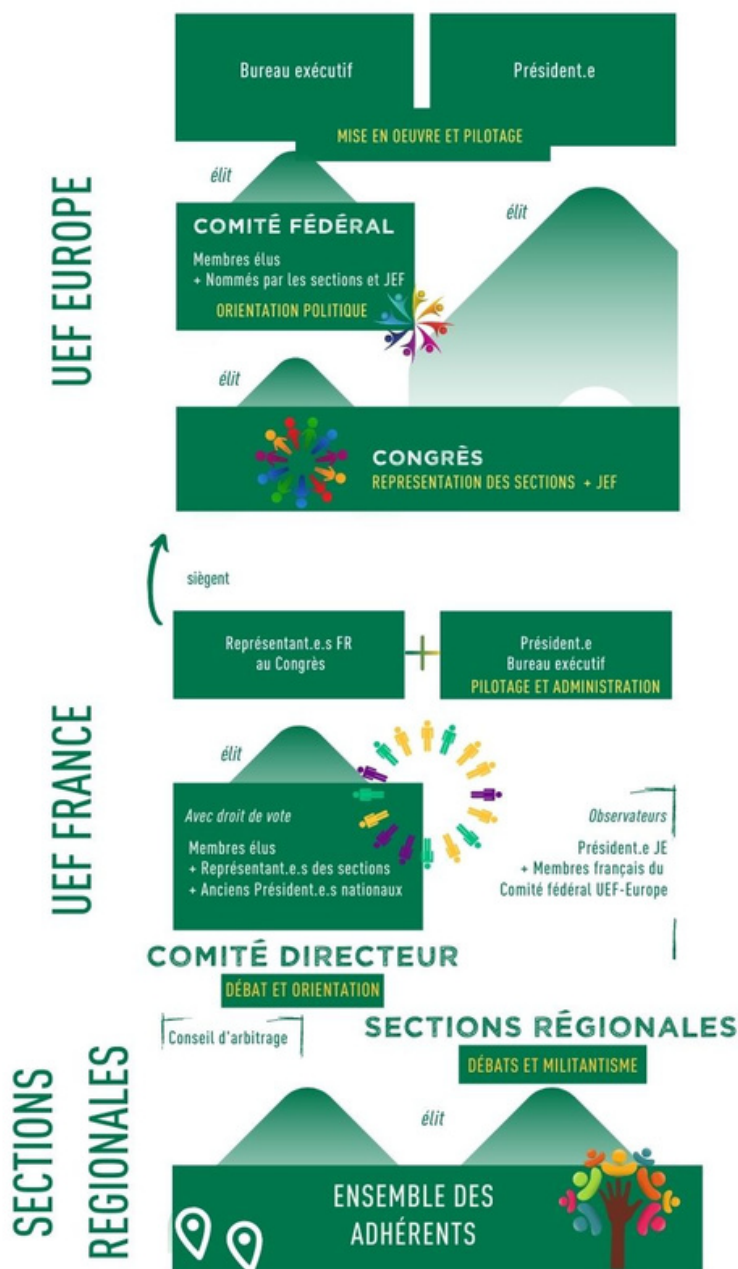 UEF EUROPE
Bureau exécutif
Président.e
MISE EN OEUVRE ET PILOTAGE
élit
élit
COMITÉ FÉDÉRAL
Membres élus
+ Nommés par les sections et JEF
ORIENTATION POLITIQUE
élit
CONGRÈS
REPRESENTATION DES SECTIONS + JEF
siègent
UEF FRANCE
Représentant.e.s FR
au Congrès
+
Président.e
Bureau exécutif
PILOTAGE ET ADMINISTRATION
élit
Avec droit de vote
Membres élus
+ Représentant.e.s des sections
+ Anciens Président.e.s nationaux
Observateurs
Président.e JE
+ Membres français du
Comité fédéral UEF-Europe
COMITÉ DIRECTEUR
DÉBAT ET ORIENTATION
Conseil d'arbitrage
SECTIONS RÉGIONALES
DÉBATS ET MILITANTISME
SECTIONS
REGIONALES
élit
ENSEMBLE DES
ADHÉRENTS